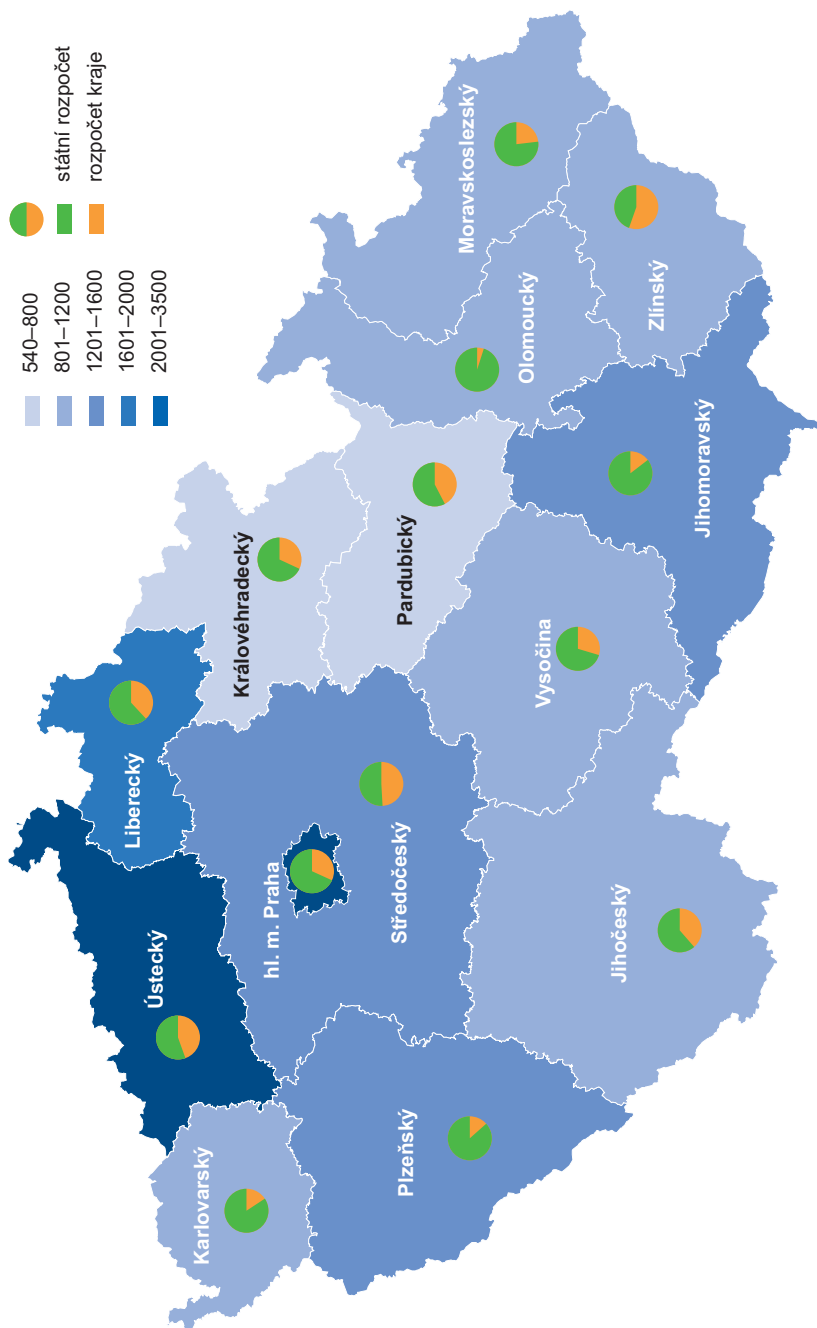 540–800
801–1200
1201–1600
1601–2000
2001–3500
státní rozpočet
rozpočet kraje
Ústecký
Liberecký
Karlovarský
hl. m. Praha
Královéhradecký
Středočeský
Pardubický
Plzeňský
Moravskoslezský
Olomoucký
Vysočina
Jihočeský
Zlínský
Jihomoravský